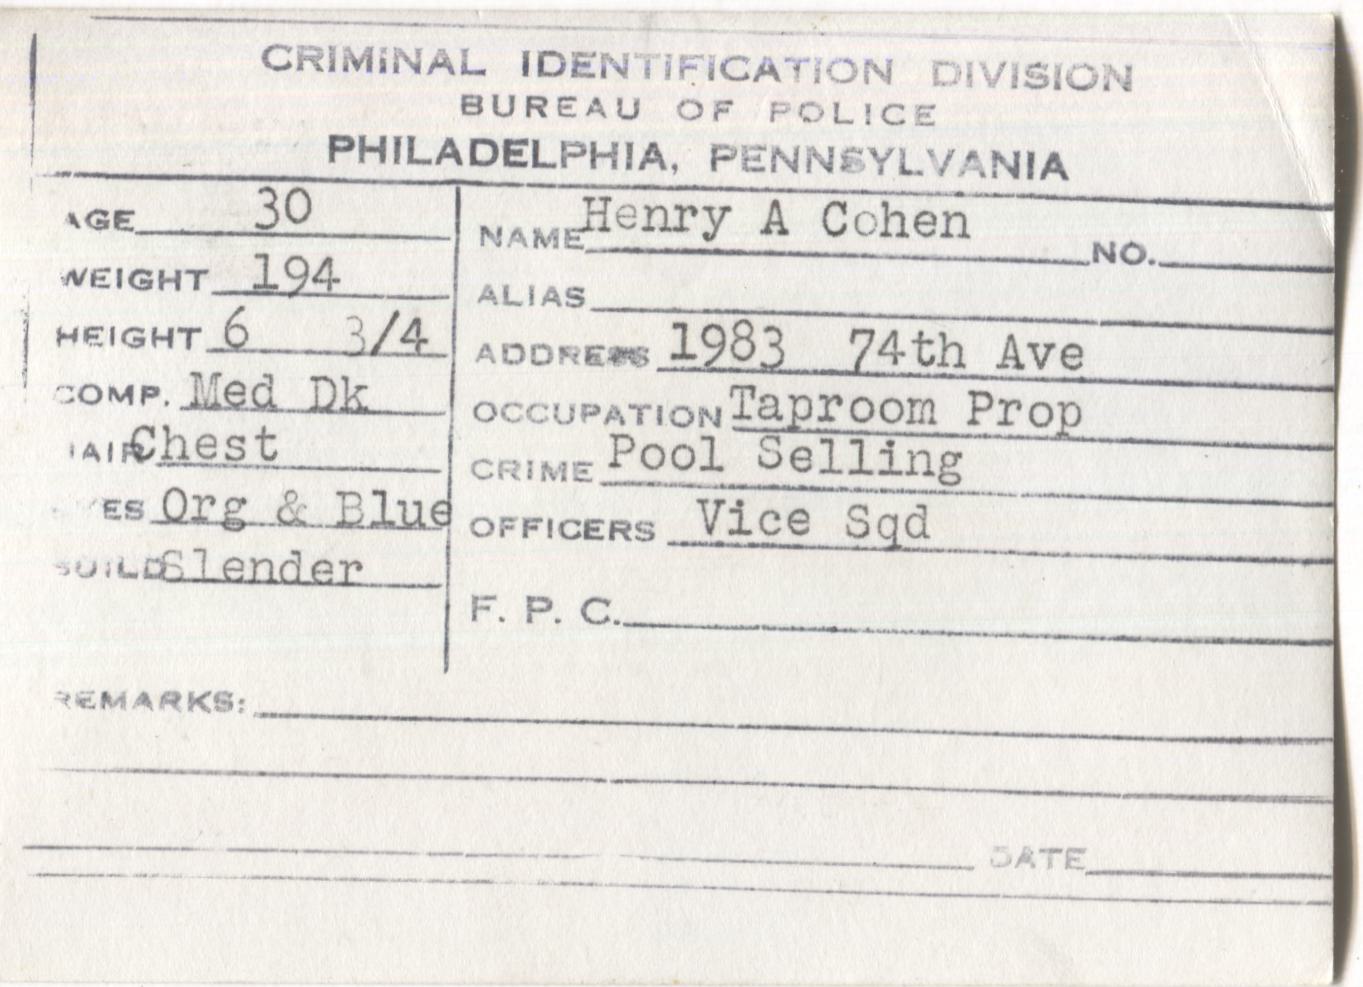 CRIMINAL IDENTIFICATION DIVISION
BUREAU OF POLICE
PHILADELPHIA, PENNSYLVANIA
AGE 30
WEIGHT 194
HEIGHT 6 3/4
COMP. Med Dk
HAIR Chest
EYES Org & Blue
BUILD Slender
NAME Henry A Cohen NO.
ALIAS
ADDRESS 1983 74th Ave
OCCUPATION Taproom Prop
CRIME Pool Selling
OFFICERS Vice Sqd
F. P. C.
REMARKS:
DATE